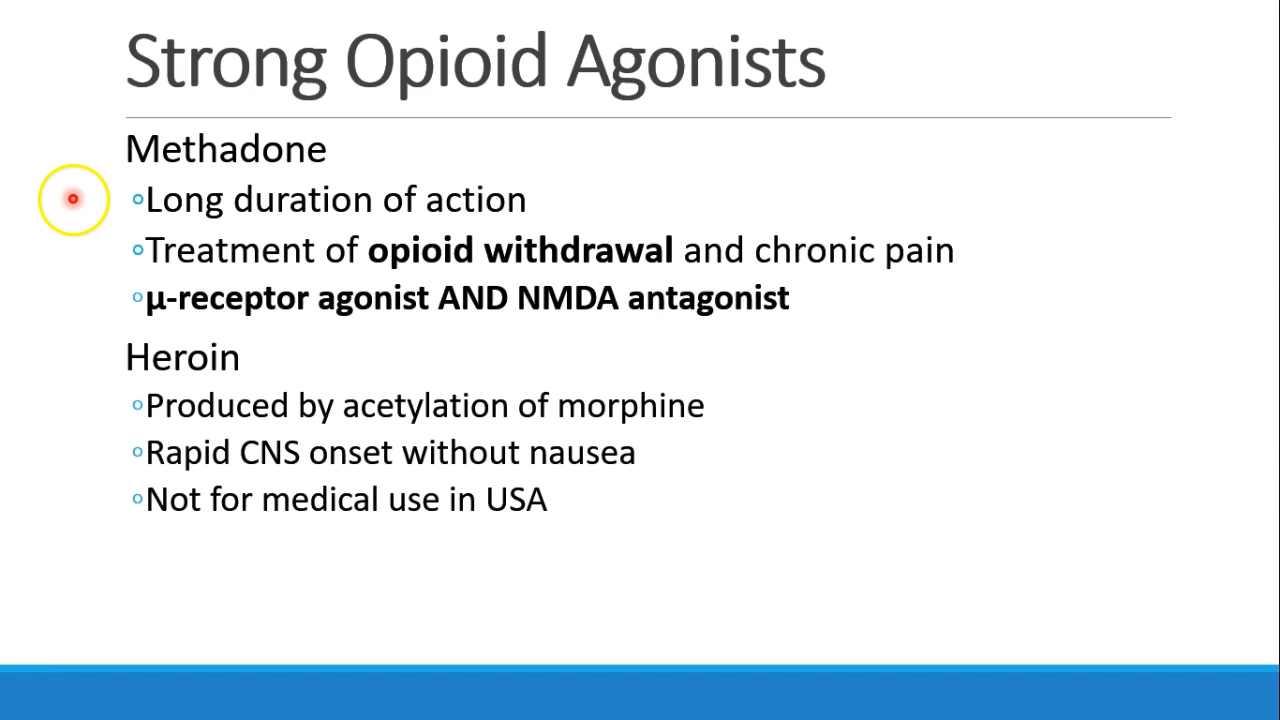 Strong Opioid Agonists
Methadone
◦Long duration of action
◦Treatment of opioid withdrawal and chronic pain
◦μ-receptor agonist AND NMDA antagonist
Heroin
◦Produced by acetylation of morphine
◦Rapid CNS onset without nausea
◦Not for medical use in USA